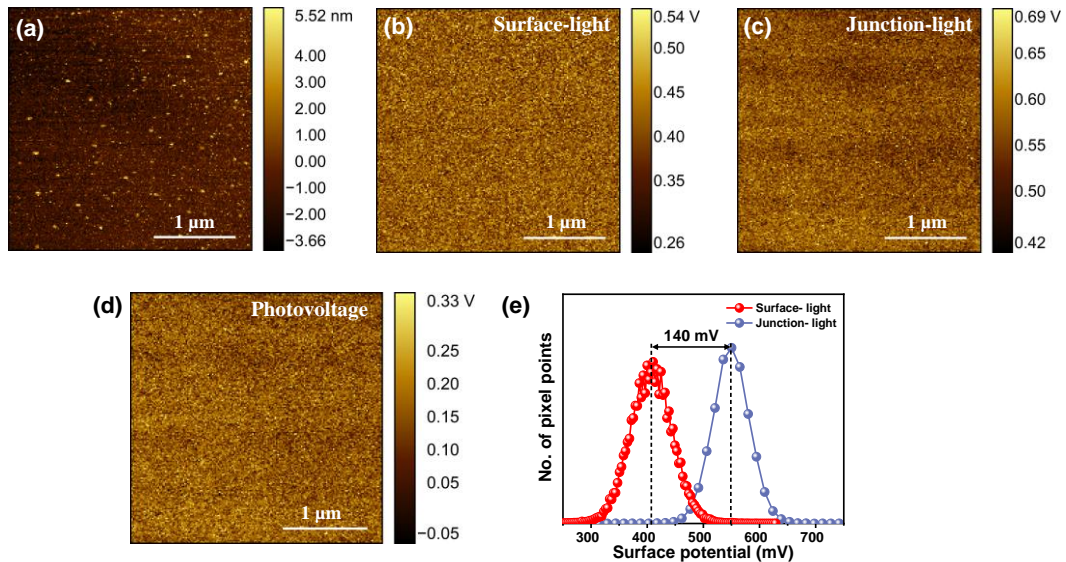 (a)
5.52 nm
4.00
3.00
2.00
1.00
0.00
−1.00
−2.00
−3.66
1 μm
(b)
Surface-light
0.54 V
0.50
0.45
0.40
0.35
0.30
0.26
1 μm
(c)
Junction-light
0.69 V
0.65
0.60
0.55
0.50
0.42
1 μm
(d)
Photovoltage
0.33 V
0.25
0.20
0.15
0.10
0.05
−0.05
1 μm
(e)
Surface- light
Junction- light
140 mV
No. of pixel points
300 400 500 600 700
Surface potential (mV)